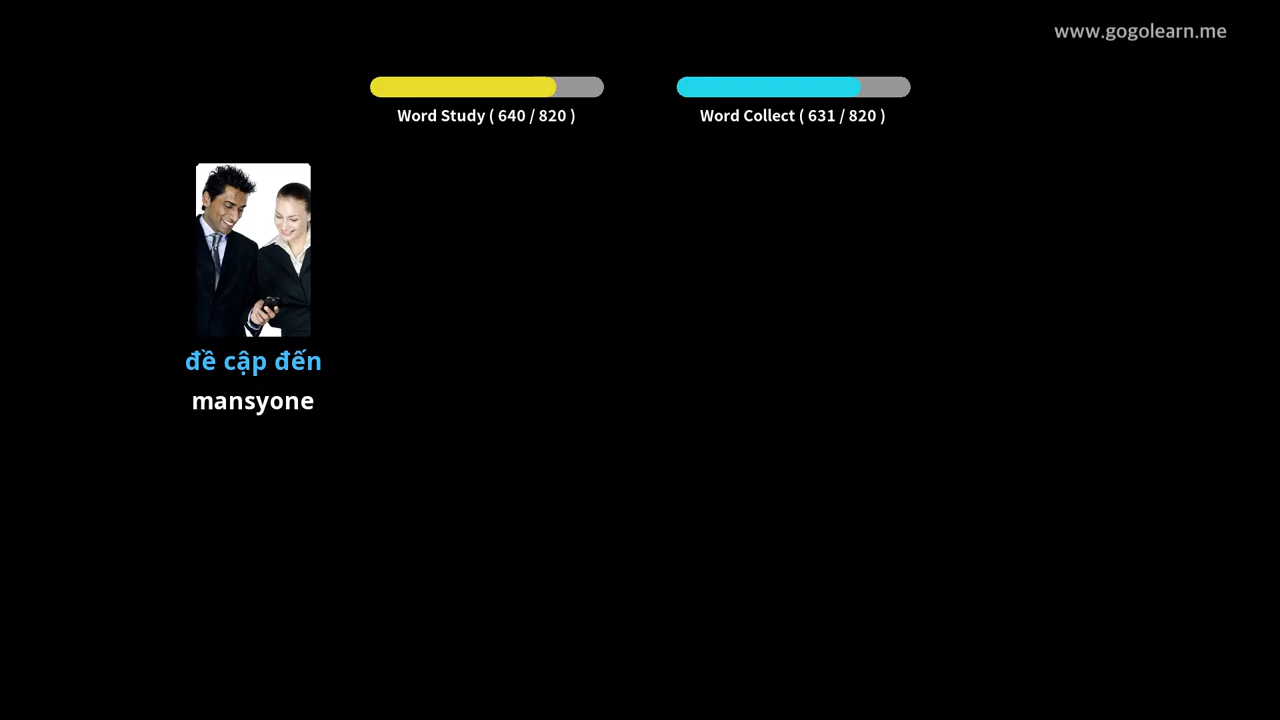 www.gogolearn.me
Word Study ( 640 / 820 )
Word Collect ( 631 / 820 )
đề cập đến
mansyone